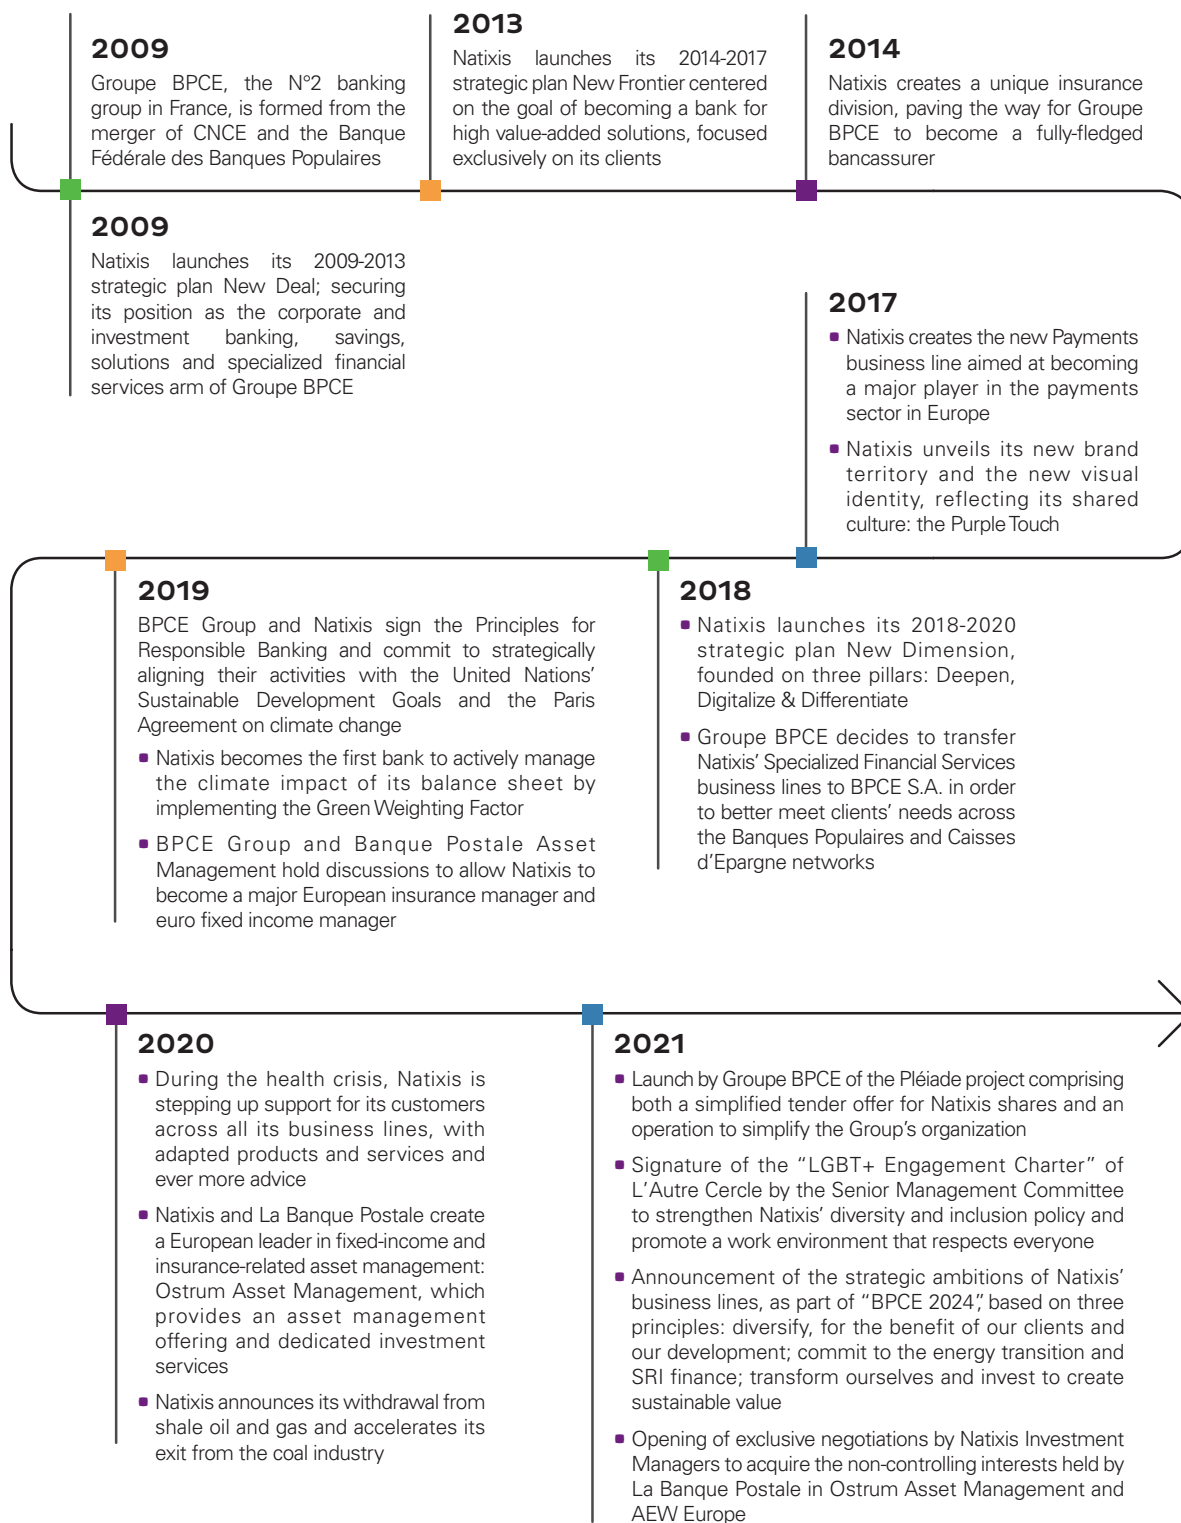 2009
Groupe BPCE, the N°2 banking
group in France, is formed from the
merger of CNCE and the Banque
Fédérale des Banques Populaires
2013
Natixis launches its 2014-2017
strategic plan New Frontier centered
on the goal of becoming a bank for
high value-added solutions, focused
exclusively on its clients
2014
Natixis creates a unique insurance
division, paving the way for Groupe
BPCE to become a fully-fledged
bancassurer
2009
Natixis launches its 2009-2013
strategic plan New Deal; securing
its position as the corporate and
investment banking, savings,
solutions and specialized financial
services arm of Groupe BPCE
2017
Natixis creates the new Payments
business line aimed at becoming
a major player in the payments
sector in Europe
Natixis unveils its new brand
territory and the new visual
identity, reflecting its shared
culture: the Purple Touch
2018
Natixis launches its 2018-2020
strategic plan New Dimension,
founded on three pillars: Deepen,
Digitalize & Differentiate
Groupe BPCE decides to transfer
Natixis’ Specialized Financial Services
business lines to BPCE S.A. in order
to better meet clients’ needs across
the Banques Populaires and Caisses
d’Epargne networks
2019
BPCE Group and Natixis sign the Principles for
Responsible Banking and commit to strategically
aligning their activities with the United Nations’
Sustainable Development Goals and the Paris
Agreement on climate change
Natixis becomes the first bank to actively manage
the climate impact of its balance sheet by
implementing the Green Weighting Factor
BPCE Group and Banque Postale Asset
Management hold discussions to allow Natixis to
become a major European insurance manager and
euro fixed income manager
2020
During the health crisis, Natixis is
stepping up support for its customers
across all its business lines, with
adapted products and services and
ever more advice
Natixis and La Banque Postale create
a European leader in fixed-income and
insurance-related asset management:
Ostrum Asset Management, which
provides an asset management
offering and dedicated investment
services
Natixis announces its withdrawal from
shale oil and gas and accelerates its
exit from the coal industry
2021
Launch by Groupe BPCE of the Pléiade project comprising
both a simplified tender offer for Natixis shares and an
operation to simplify the Group’s organization
Signature of the “LGBT+ Engagement Charter” of
L’Autre Cercle by the Senior Management Committee
to strengthen Natixis’ diversity and inclusion policy and
promote a work environment that respects everyone
Announcement of the strategic ambitions of Natixis’
business lines, as part of “BPCE 2024”, based on three
principles: diversify, for the benefit of our clients and
our development; commit to the energy transition and
SRI finance; transform ourselves and invest to create
sustainable value
Opening of exclusive negotiations by Natixis Investment
Managers to acquire the non-controlling interests held by
La Banque Postale in Ostrum Asset Management and
AEW Europe